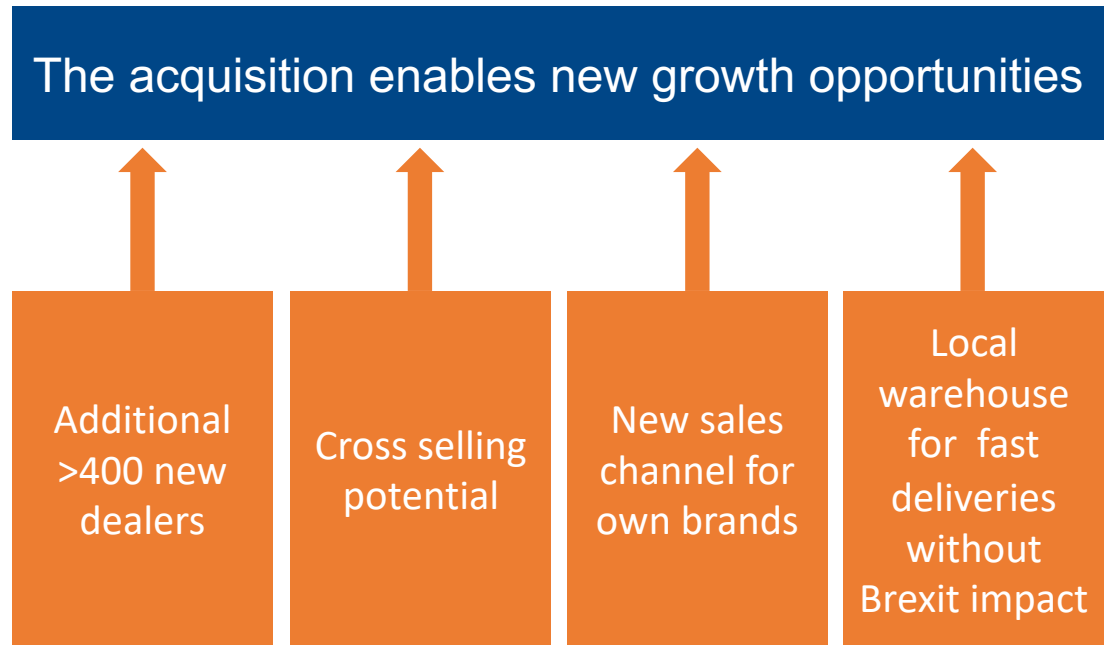 The acquisition enables new growth opportunities
Additional
>400 new
dealers
Cross selling
potential
New sales
channel for
own brands
Local
warehouse
for  fast
deliveries
without
Brexit impact